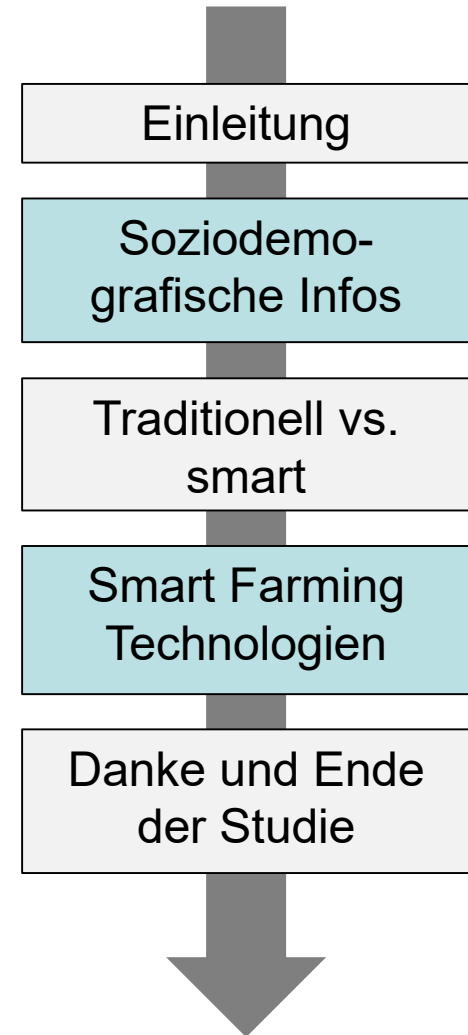 Einleitung
Soziodemo-
grafische Infos
Traditionell vs.
smart
Smart Farming
Technologien
Danke und Ende
der Studie